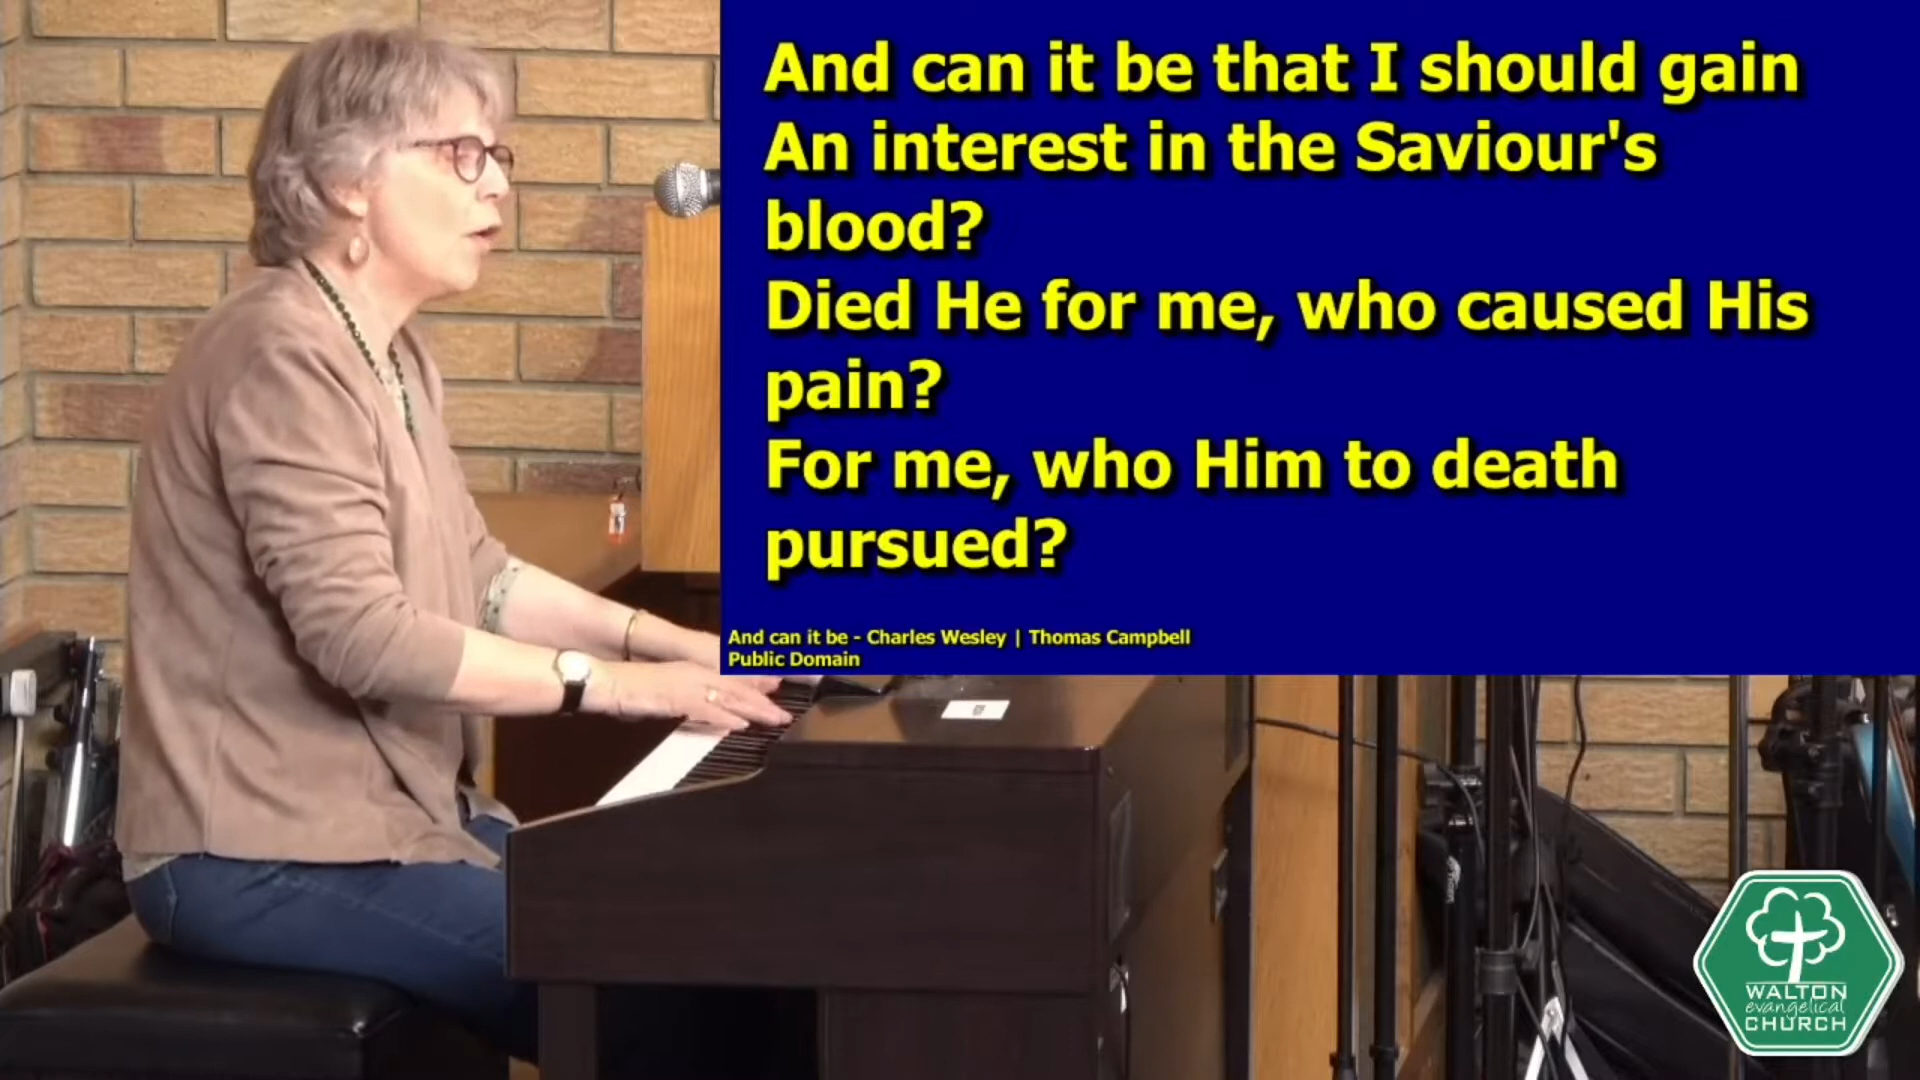 And can it be that I should gain
An interest in the Saviour's
blood?
Died He for me, who caused His
pain?
For me, who Him to death
pursued?
And can it be - Charles Wesley | Thomas Campbell
Public Domain
WALTON
evangelical
CHURCH